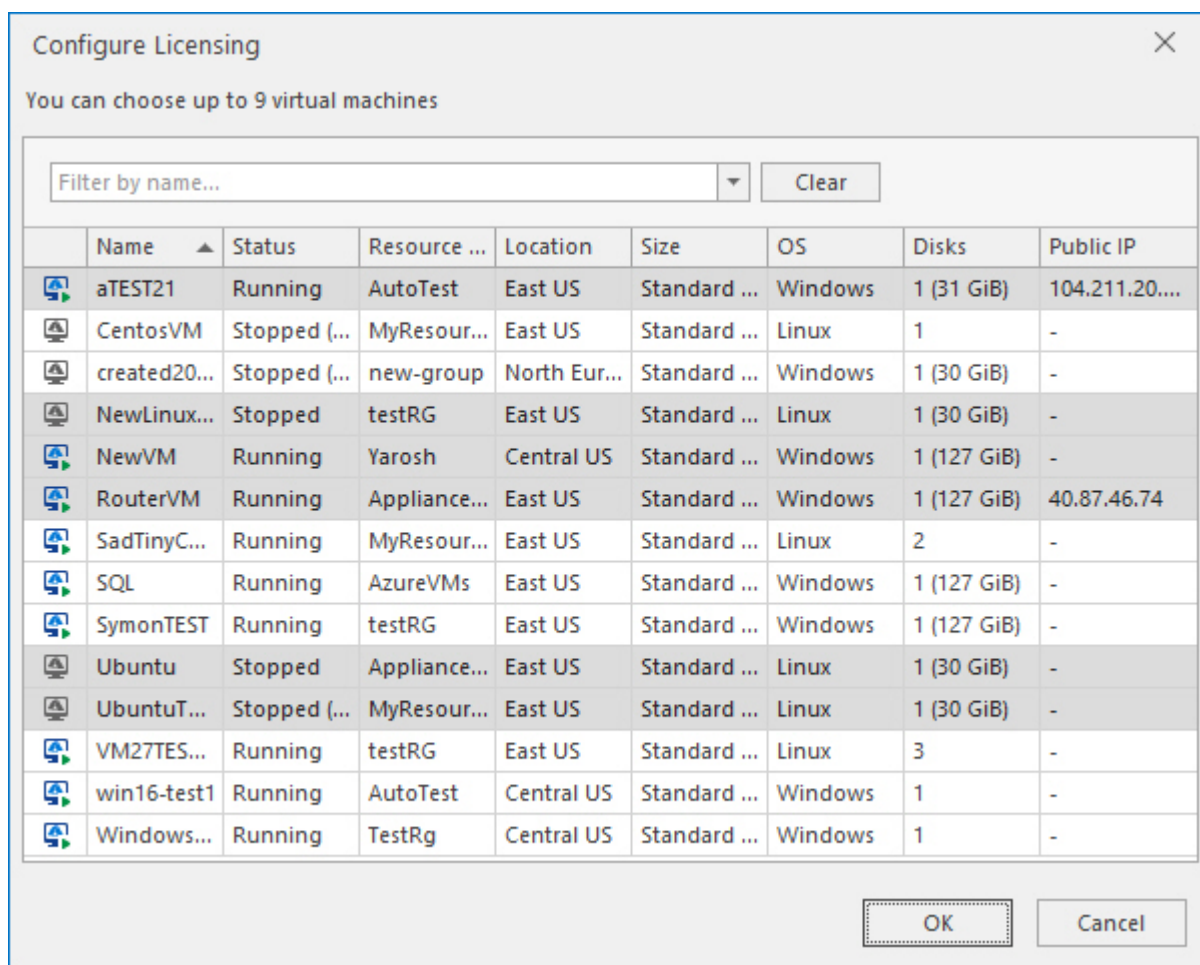 Configure Licensing
You can choose up to 9 virtual machines
Filter by name... Clear
Name Status Resource ... Location Size OS Disks Public IP
aTEST21 Running AutoTest East US Standard ... Windows 1 (31 GiB) 104.211.20....
CentosVM Stopped (... MyResour... East US Standard ... Linux 1 -
created20... Stopped (... new-group North Eur... Standard ... Windows 1 (30 GiB) -
NewLinux... Stopped testRG East US Standard ... Linux 1 (30 GiB) -
NewVM Running Yarosh Central US Standard ... Windows 1 (127 GiB) -
RouterVM Running Appliance... East US Standard ... Windows 1 (127 GiB) 40.87.46.74
SadTinyC... Running MyResour... East US Standard ... Linux 2 -
SQL Running AzureVMs East US Standard ... Windows 1 (127 GiB) -
SymonTEST Running testRG East US Standard ... Windows 1 (127 GiB) -
Ubuntu Stopped Appliance... East US Standard ... Linux 1 (30 GiB) -
UbuntuT... Stopped (... MyResour... East US Standard ... Linux 1 (30 GiB) -
VM27TES... Running testRG East US Standard ... Linux 3 -
win16-test1 Running AutoTest Central US Standard ... Windows 1 -
Windows... Running TestRg Central US Standard ... Windows 1 -
OK Cancel